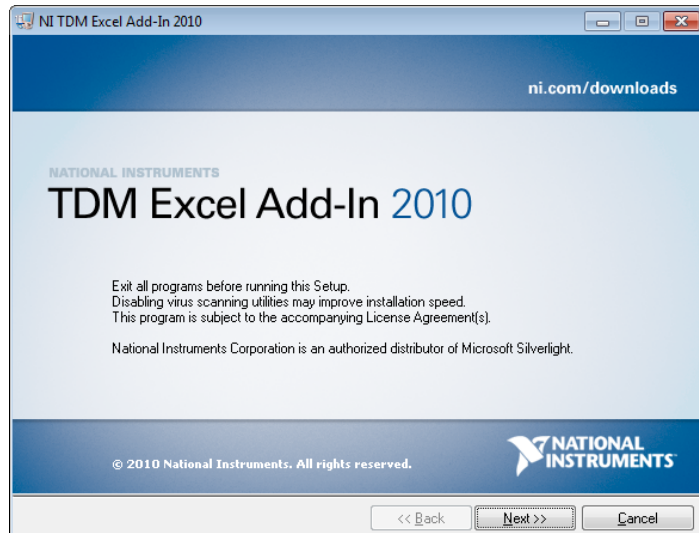 NI TDM Excel Add-In 2010
ni.com/downloads
NATIONAL INSTRUMENTS
TDM Excel Add-In 2010
Exit all programs before running this Setup.
Disabling virus scanning utilities may improve installation speed.
This program is subject to the accompanying License Agreement(s).
National Instruments Corporation is an authorized distributor of Microsoft Silverlight.
© 2010 National Instruments. All rights reserved.
NATIONAL
INSTRUMENTS
<< Back Next >> Cancel